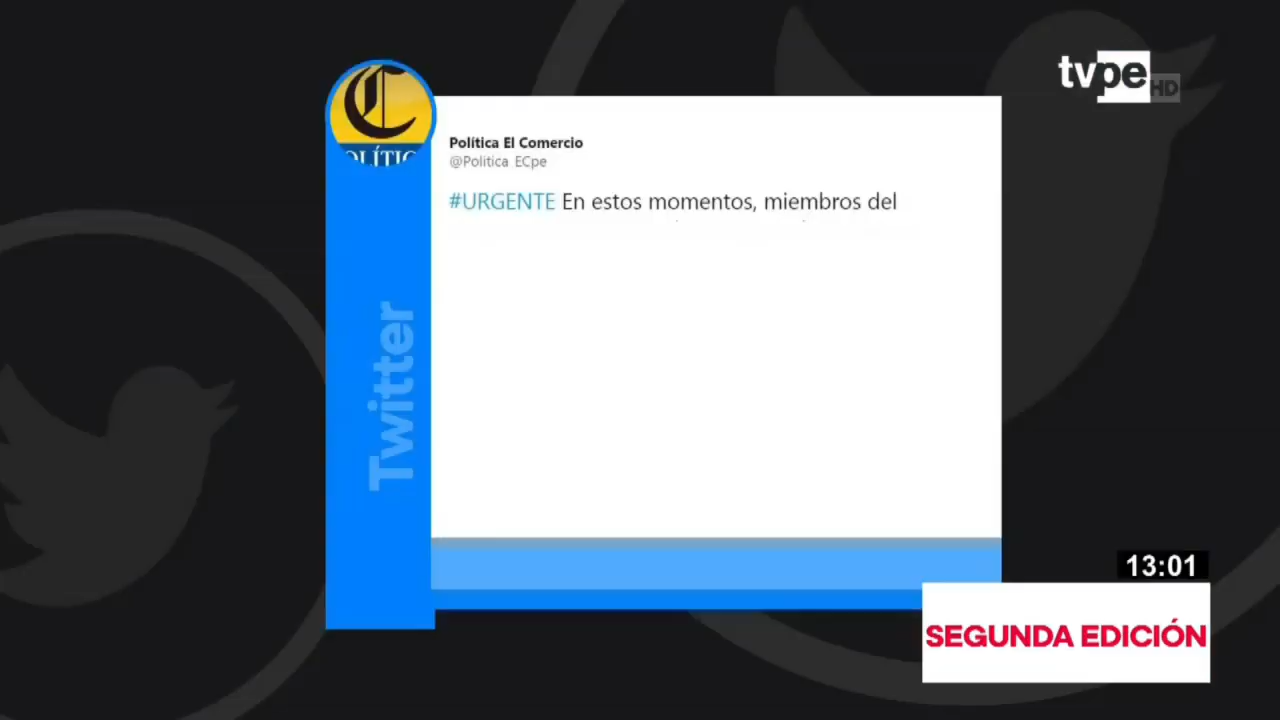 tvpe HD
Política El Comercio
@Politica_ECpe
#URGENTE En estos momentos, miembros del
Twitter
13:01
SEGUNDA EDICIÓN